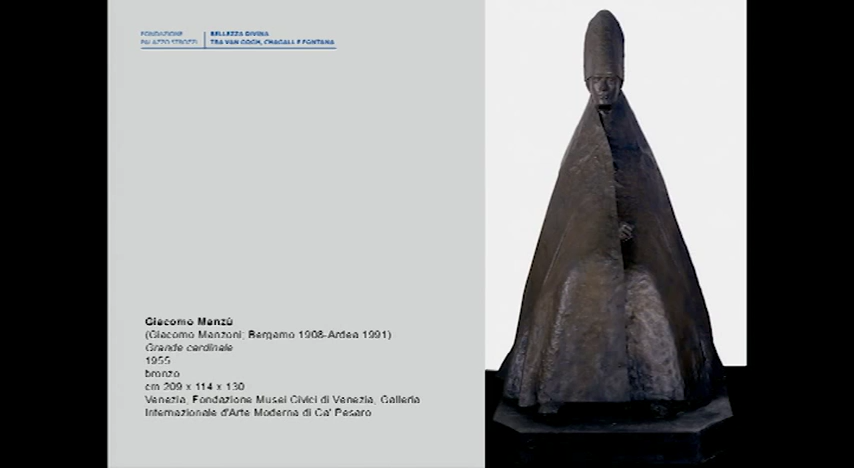 FONDAZIONE
PALAZZO STROZZI
BELLEZZA DIVINA
TRA VAN GOGH, CHAGALL E FONTANA
Giacomo Manzù
(Giacomo Manzoni; Bergamo 1908-Ardea 1991)
Grande cardinale
1955
bronzo
cm 209 x 114 x 130
Venezia, Fondazione Musei Civici di Venezia, Galleria
Internazionale d'Arte Moderna di Ca' Pesaro